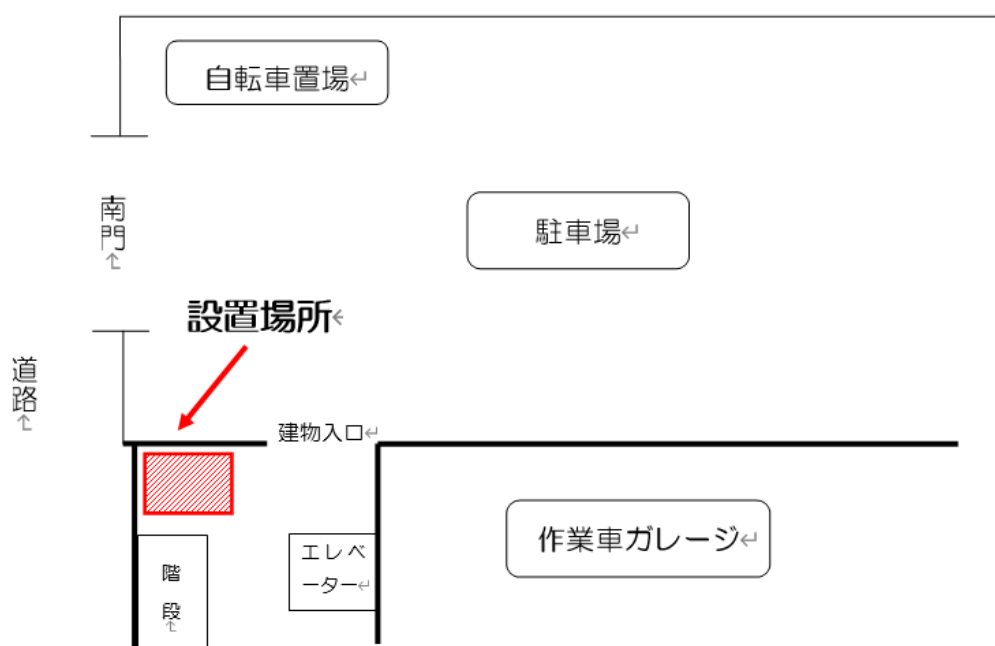 自転車置場
南門
駐車場
設置場所
道路
建物入口
作業車ガレージ
エレベ
ーター
階
段